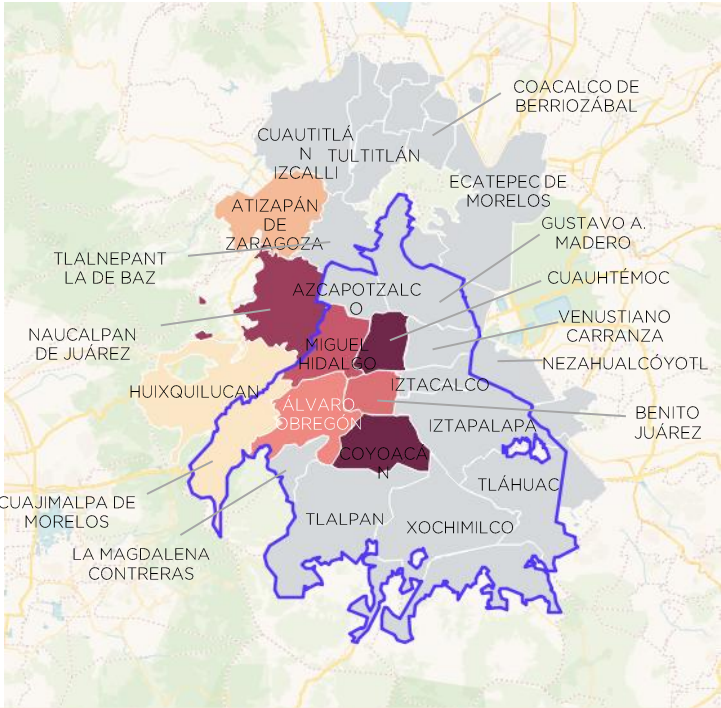 COACALCO DE
BERRIOZÁBAL
CUAUTITLÁ
N
IZCALLI
TULTITLÁN
ECATEPEC DE
MORELOS
ATIZAPÁN
DE
ZARAGOZA
GUSTAVO A.
MADERO
TLALNEPANT
LA DE BAZ
CUAUHTÉMOC
AZCAPOTZALC
O
VENUSTIANO
CARRANZA
NAUCALPAN
DE JUÁREZ
MIGUEL
HIDALGO
NEZAHUALCÓYOTL
HUIXQUILUCAN
IZTACALCO
ÁLVARO
OBREGÓN
BENITO
JUÁREZ
IZTAPALAPA
COYOACA
N
TLÁHUAC
CUAJIMALPA DE
MORELOS
TLALPAN
XOCHIMILCO
LA MAGDALENA
CONTRERAS